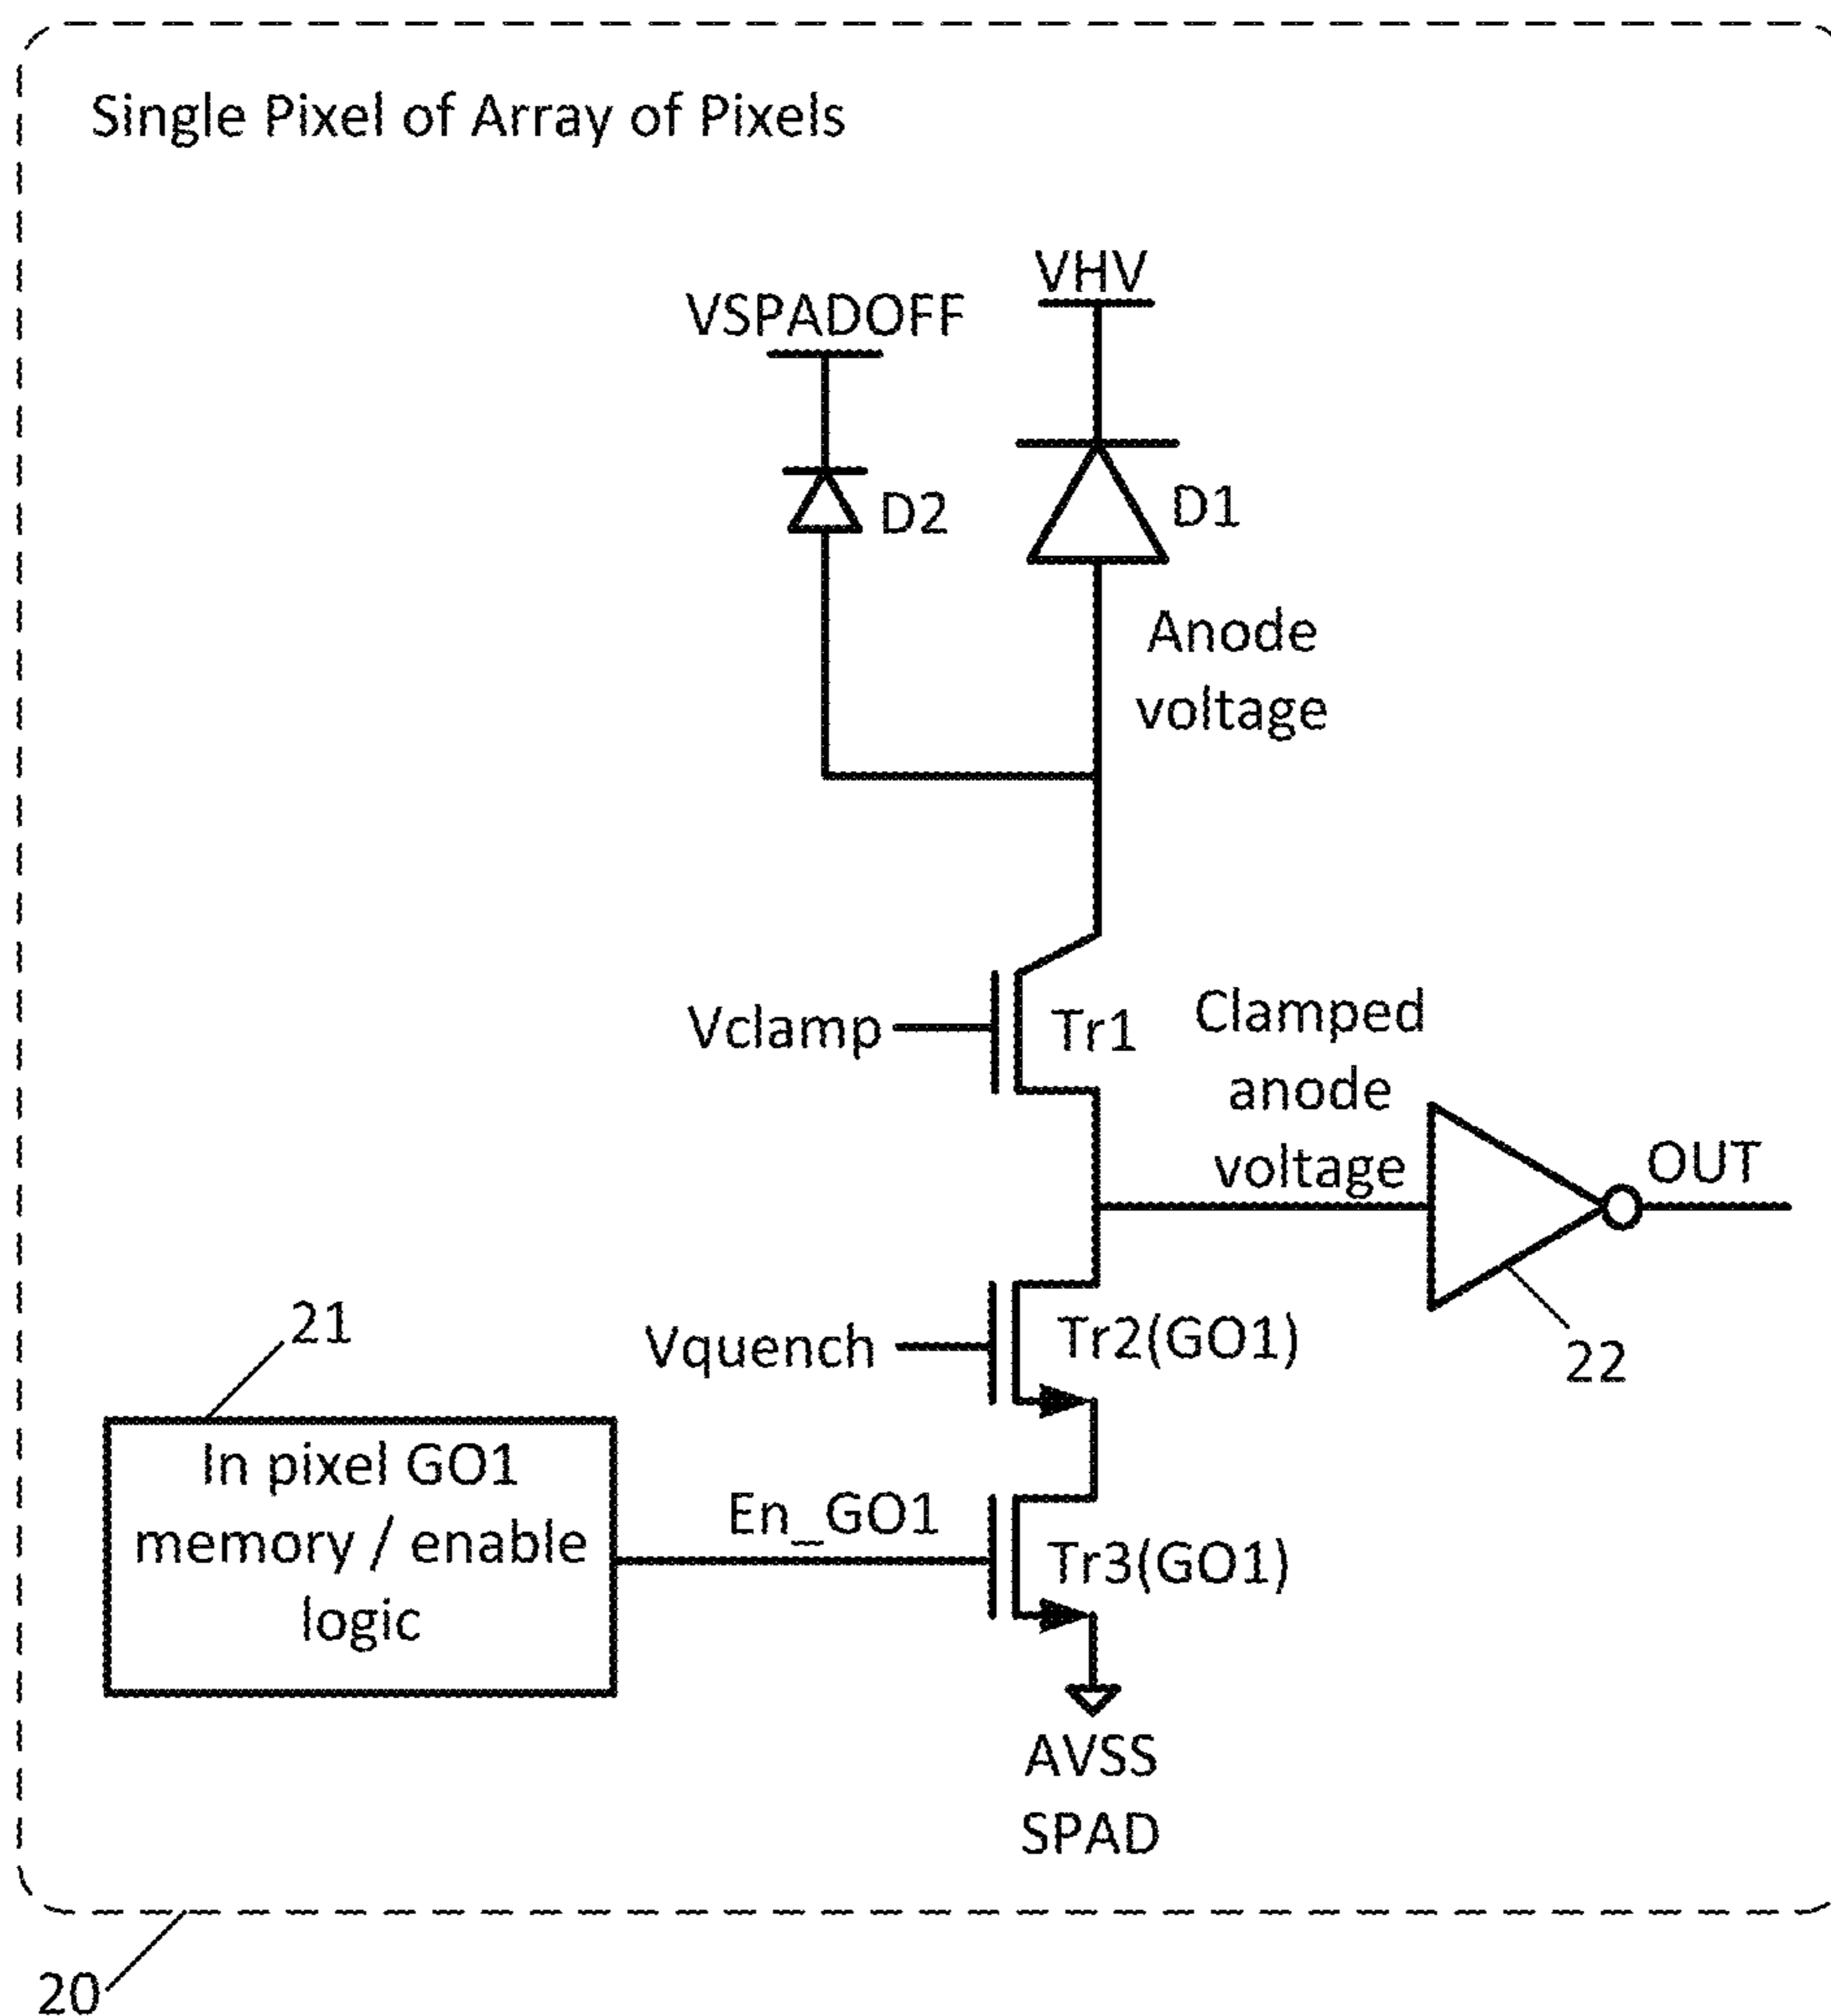 Single Pixel of Array of Pixels
VHV
VSPADOFF
D2
D1
Anode
voltage
Vclamp
Tr1
Clamped
anode
voltage
OUT
22
Vquench
Tr2(GO1)
21
In pixel GO1
memory / enable
logic
En_GO1
Tr3(GO1)
AVSS
SPAD
20